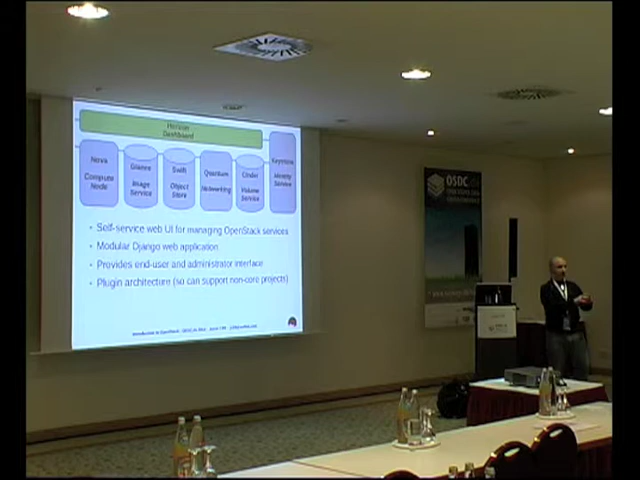 Horizon
Dashboard
Nova
Compute
Node
Glance
Image
Service
Swift
Object
Store
Quantum
Networking
Cinder
Volume
Service
Keystone
Identity
Service
- Self-service web UI for managing OpenStack services
- Modular Django web application
- Provides end-user and administrator interface
- Plugin architecture (so can support non-core projects)
OSDC.de